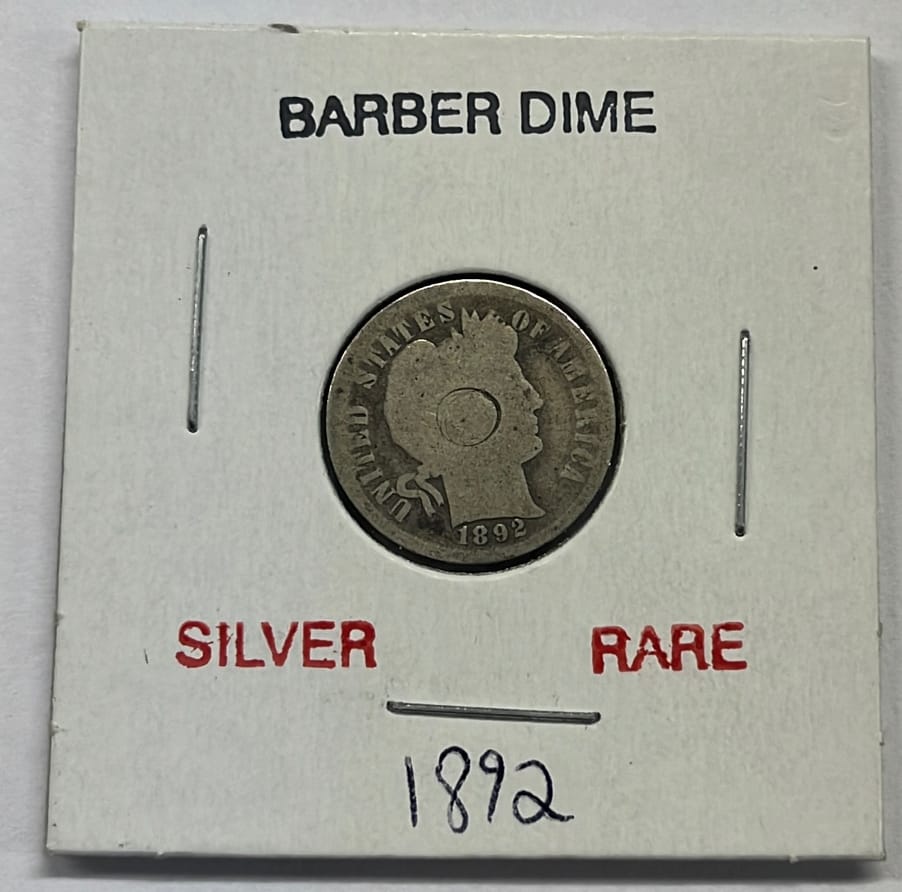 BARBER DIME
UNITED STATES OF AMERICA
1892
SILVER RARE
1892